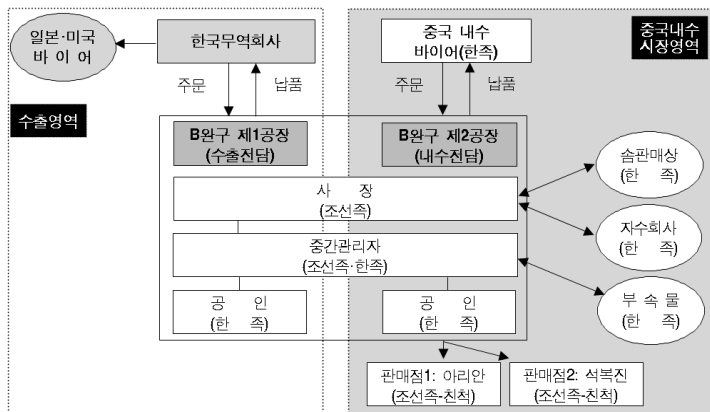 일본·미국
바 이 어
한국무역회사
중국 내수
바이어(한족)
중국내수
시장영역
주문
납품
주문
납품
수출영역
B완구 제1공장
(수출전담)
B완구 제2공장
(내수전담)
솜판매상
(한 족)
사 장
(조선족)
자수회사
(한 족)
중간관리자
(조선족·한족)
부 속 물
(한 족)
공 인
(한 족)
공 인
(한 족)
판매점1: 아리안
(조선족-친척)
판매점2: 석복진
(조선족-친척)